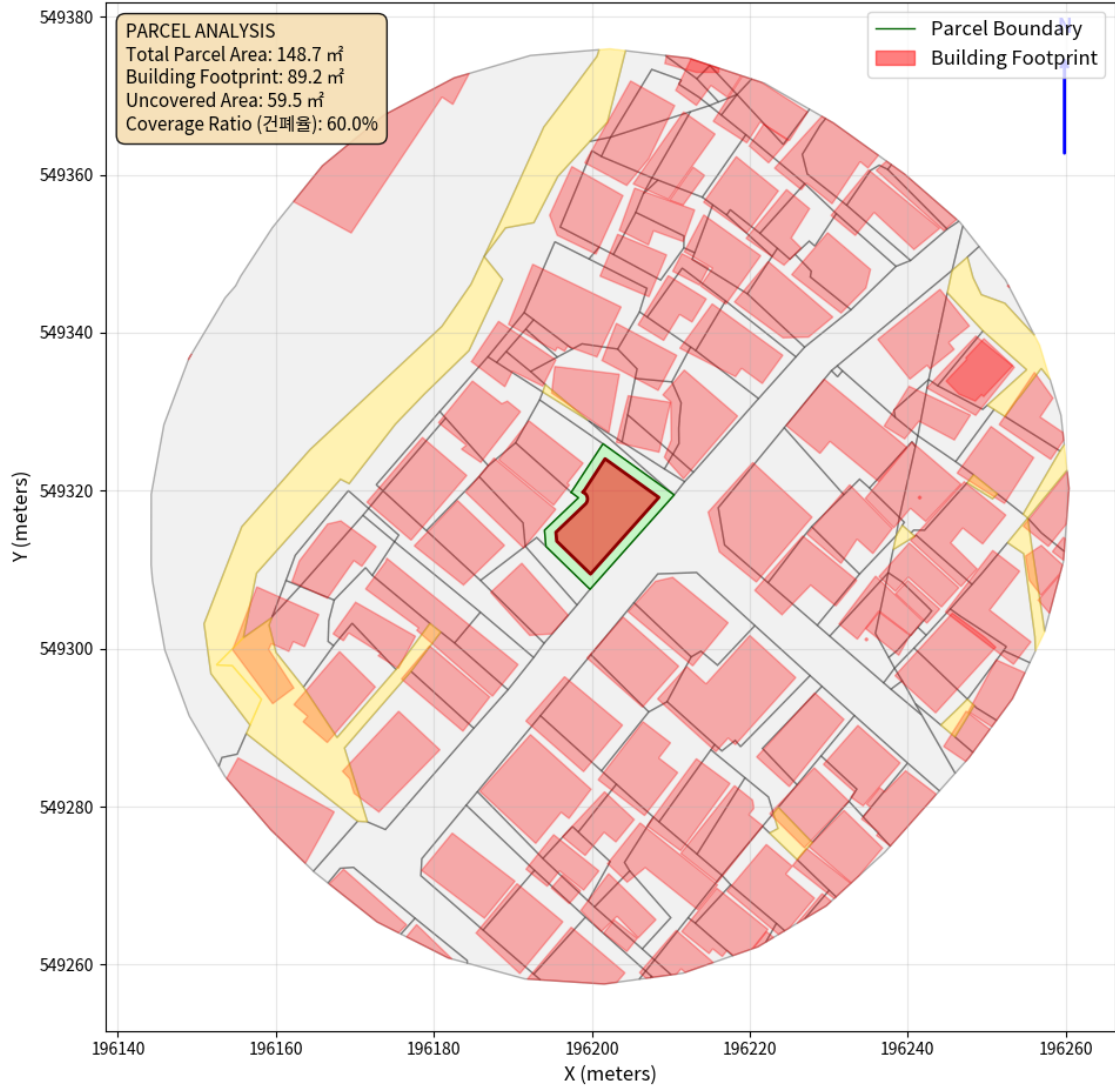 PARCEL ANALYSIS
Total Parcel Area: 148.7 ㎡
Building Footprint: 89.2 ㎡
Uncovered Area: 59.5 ㎡
Coverage Ratio (건폐율): 60.0%
Parcel Boundary
Building Footprint
N
549380
549360
549340
549320
549300
549280
549260
Y (meters)
196140
196160
196180
196200
196220
196240
196260
X (meters)